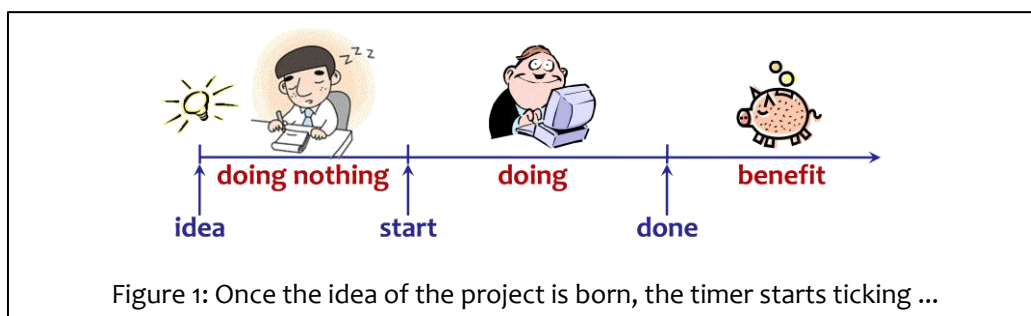 z z z
doing nothing doing benefit
idea start done
Figure 1: Once the idea of the project is born, the timer starts ticking ...